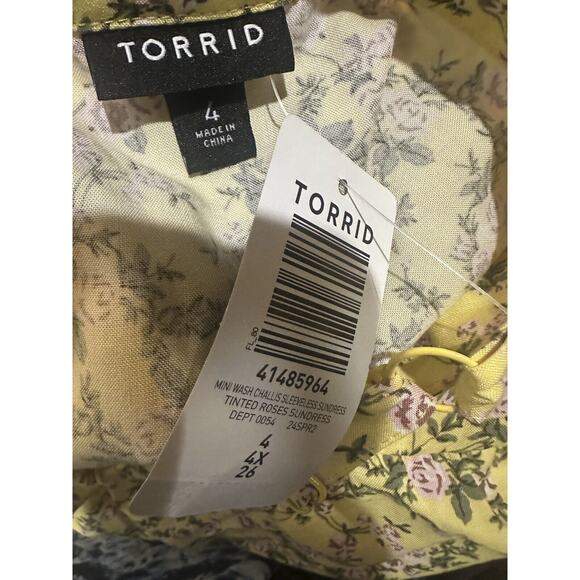 TORRID
4
MADE IN
CHINA
TORRID
FL_BD
41485964
MINI WASH CHALLIS SLEEVELESS SUNDRESS
TINTED ROSES SUNDRESS
DEPT 0054 24SPR2
4
4X
26